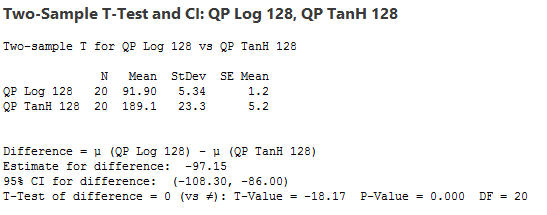 Two-Sample T-Test and CI: QP Log 128, QP TanH 128
Two-sample T for QP Log 128 vs QP TanH 128
N Mean StDev SE Mean
QP Log 128 20 91.90 5.34 1.2
QP TanH 128 20 189.1 23.3 5.2
Difference = μ (QP Log 128) - μ (QP TanH 128)
Estimate for difference: -97.15
95% CI for difference: (-108.30, -86.00)
T-Test of difference = 0 (vs ≠): T-Value = -18.17 P-Value = 0.000 DF = 20